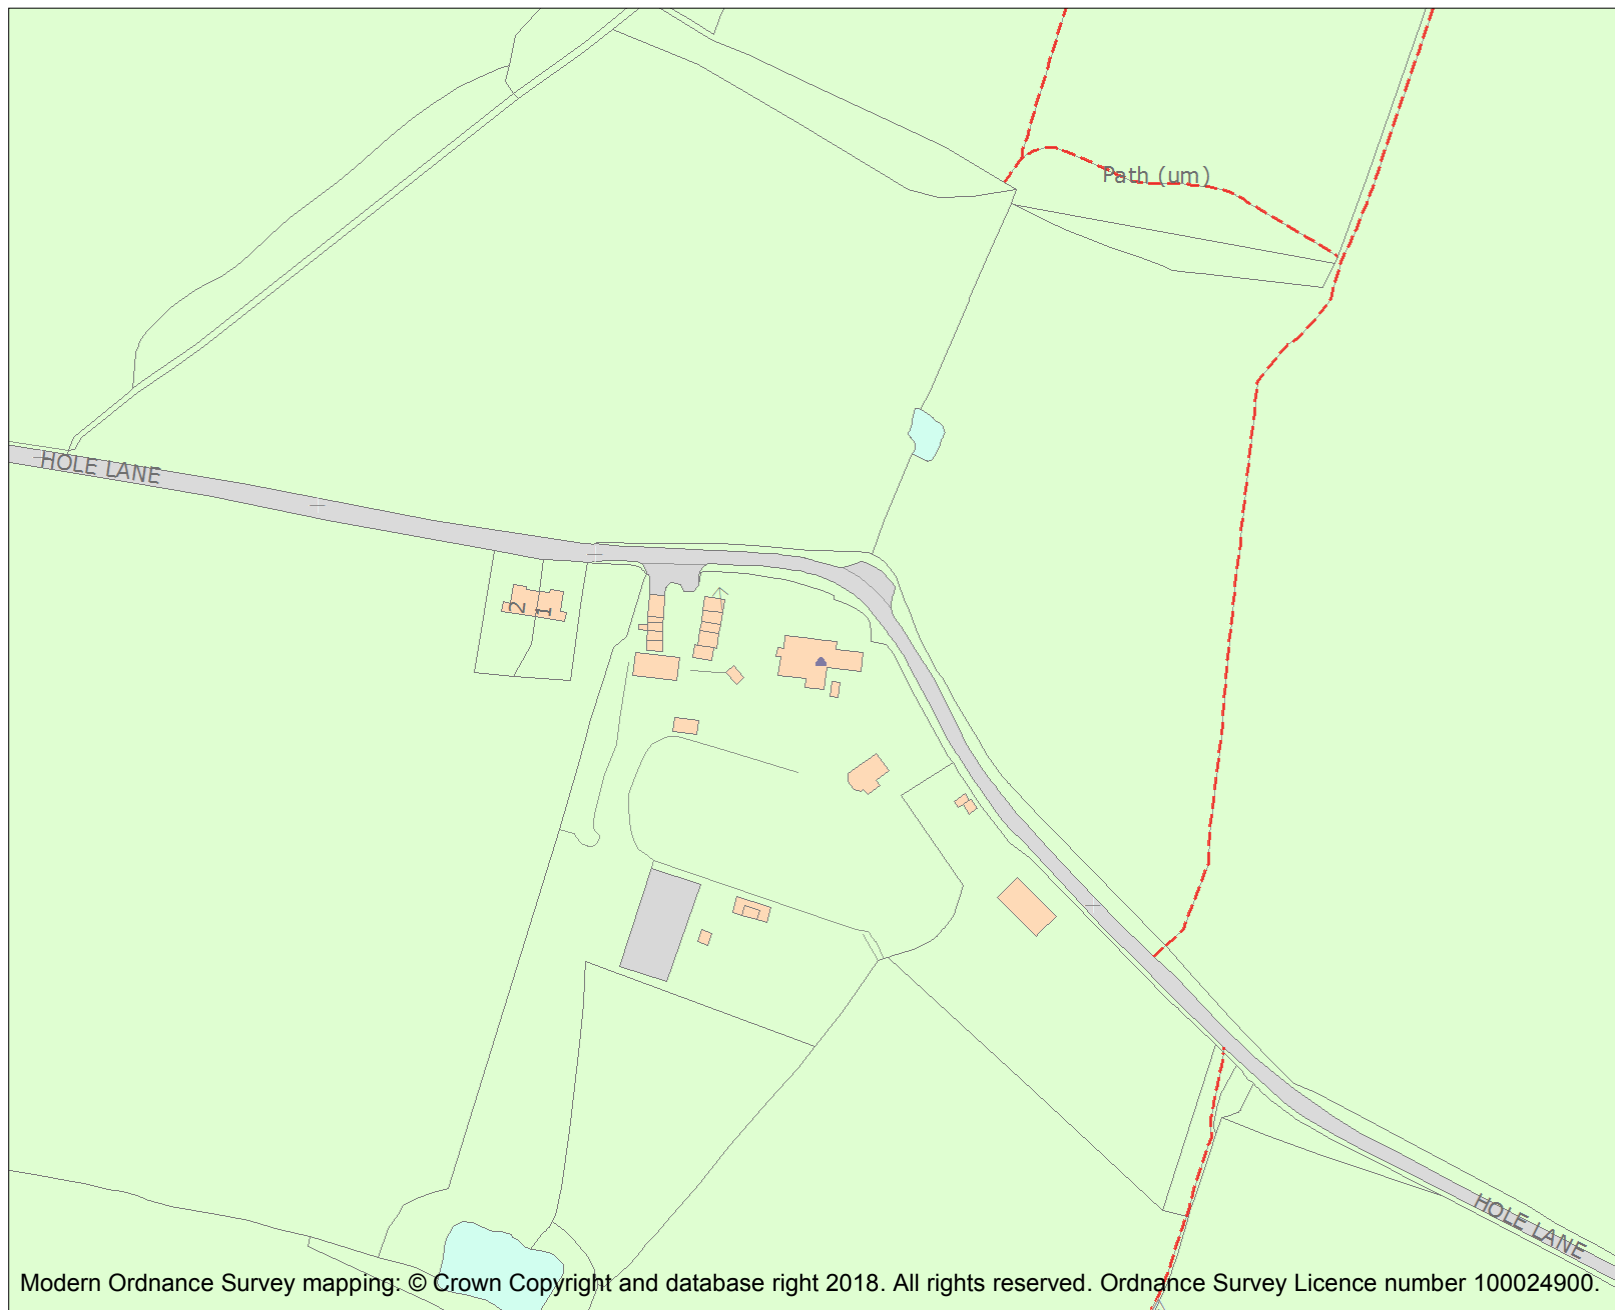 Path (um)
HOLE LANE
2
1
HOLE LANE
Modern Ordnance Survey mapping: © Crown Copyright and database right 2018. All rights reserved. Ordnance Survey Licence number 100024900.